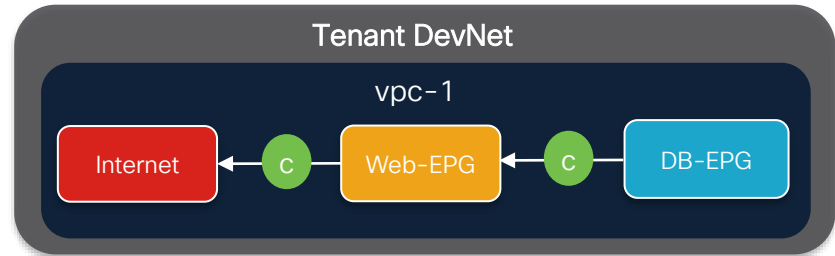 Tenant DevNet
vpc-1
Internet
c
Web-EPG
c
DB-EPG